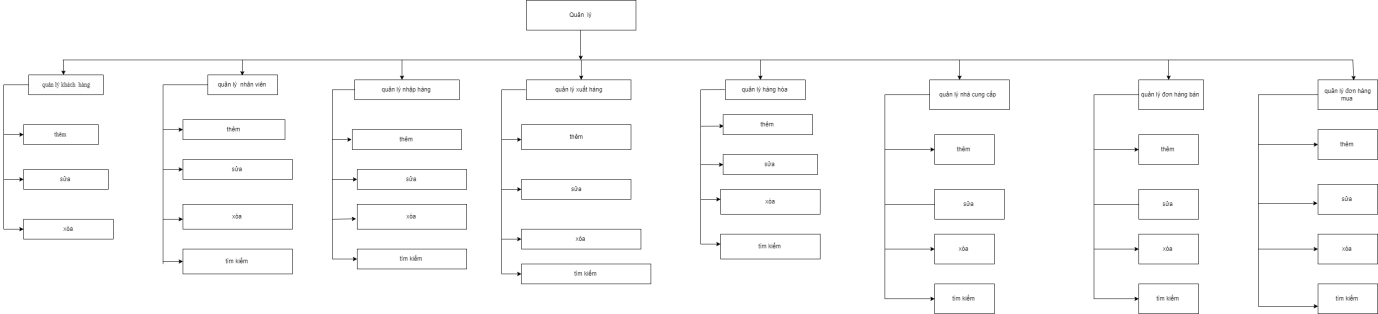 Quản lý
quản lý khách hàng
thêm
sửa
xóa
quản lý nhân viên
thêm
sửa
xóa
tìm kiếm
quản lý nhập hàng
thêm
sửa
xóa
tìm kiếm
quản lý xuất hàng
thêm
sửa
xóa
tìm kiếm
quản lý hàng hóa
thêm
sửa
xóa
tìm kiếm
quản lý nhà cung cấp
thêm
sửa
xóa
tìm kiếm
quản lý đơn hàng bán
thêm
sửa
xóa
tìm kiếm
quản lý đơn hàng
mua
thêm
sửa
xóa
tìm kiếm